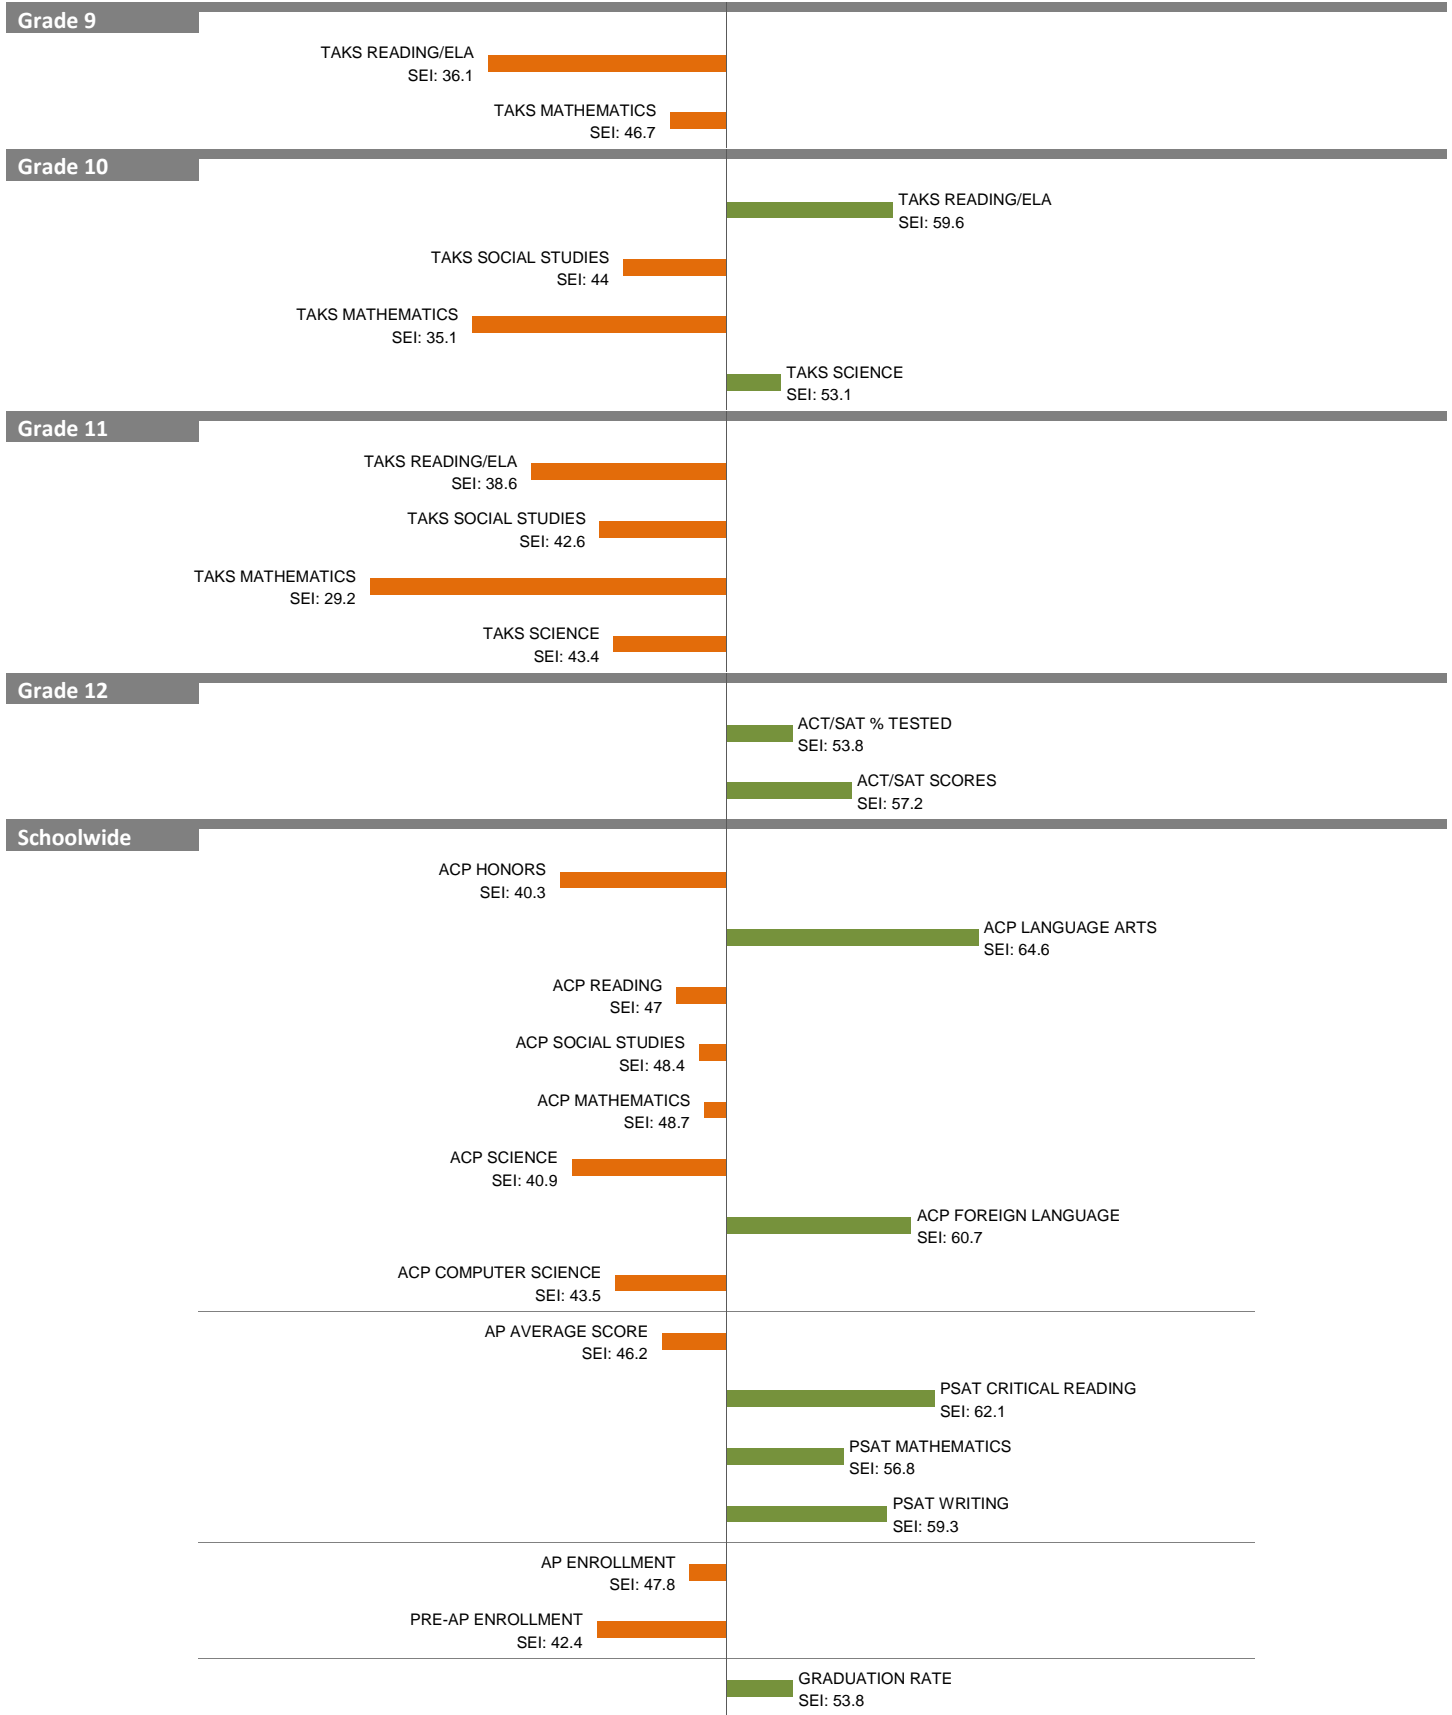 Grade 9
TAKS READING/ELA
SEI: 36.1
TAKS MATHEMATICS
SEI: 46.7
Grade 10
TAKS READING/ELA
SEI: 59.6
TAKS SOCIAL STUDIES
SEI: 44
TAKS MATHEMATICS
SEI: 35.1
TAKS SCIENCE
SEI: 53.1
Grade 11
TAKS READING/ELA
SEI: 38.6
TAKS SOCIAL STUDIES
SEI: 42.6
TAKS MATHEMATICS
SEI: 29.2
TAKS SCIENCE
SEI: 43.4
Grade 12
ACT/SAT % TESTED
SEI: 53.8
ACT/SAT SCORES
SEI: 57.2
Schoolwide
ACP HONORS
SEI: 40.3
ACP LANGUAGE ARTS
SEI: 64.6
ACP READING
SEI: 47
ACP SOCIAL STUDIES
SEI: 48.4
ACP MATHEMATICS
SEI: 48.7
ACP SCIENCE
SEI: 40.9
ACP FOREIGN LANGUAGE
SEI: 60.7
ACP COMPUTER SCIENCE
SEI: 43.5
AP AVERAGE SCORE
SEI: 46.2
PSAT CRITICAL READING
SEI: 62.1
PSAT MATHEMATICS
SEI: 56.8
PSAT WRITING
SEI: 59.3
AP ENROLLMENT
SEI: 47.8
PRE-AP ENROLLMENT
SEI: 42.4
GRADUATION RATE
SEI: 53.8